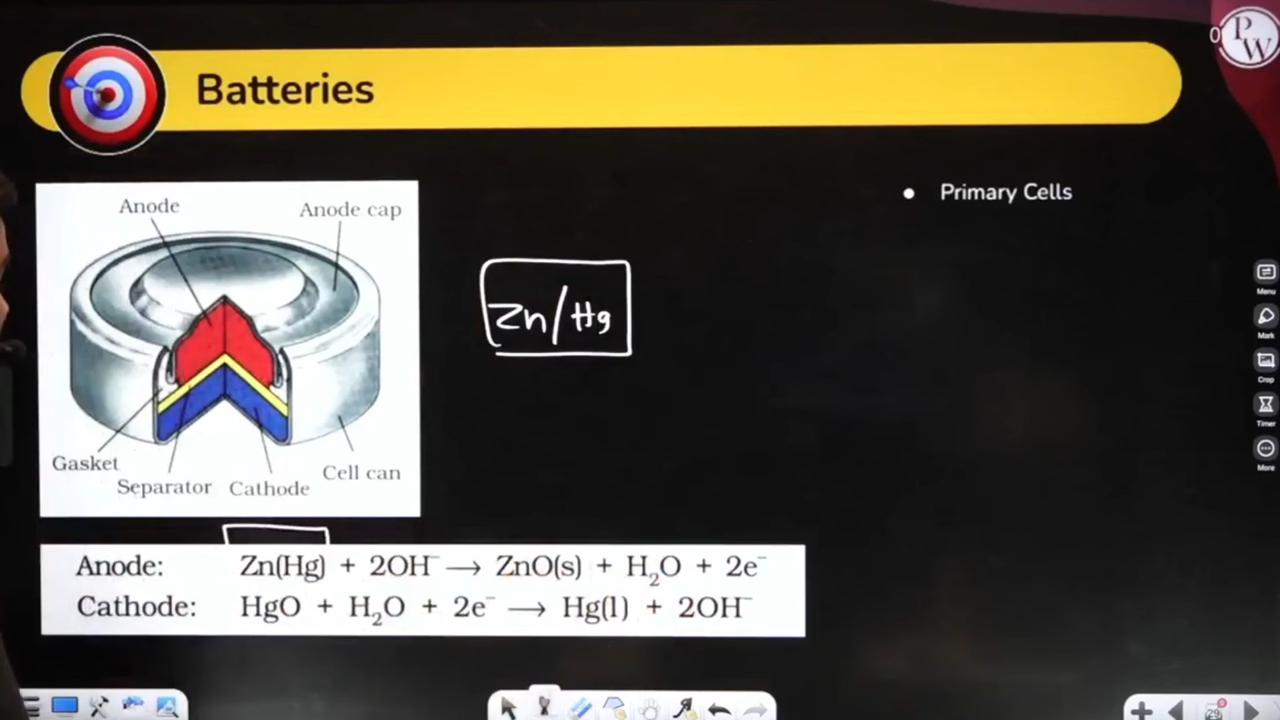 PW
Batteries
Primary Cells
Anode
Anode cap
Zn/Hg
Gasket
Separator
Cathode
Cell can
Anode: Zn(Hg) + 2OH⁻ ⟶ ZnO(s) + H₂O + 2e⁻
Cathode: HgO + H₂O + 2e⁻ ⟶ Hg(l) + 2OH⁻
Menu
Mark
Crop
Timer
More
29